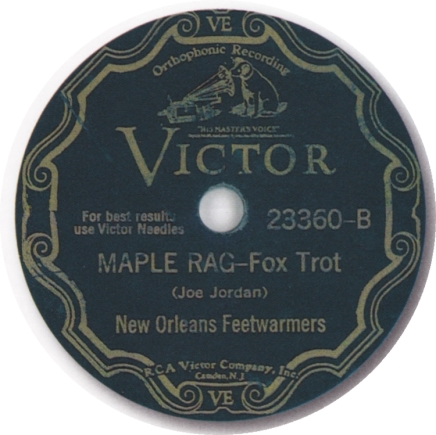 VE
Orthophonic Recording
"HIS MASTER'S VOICE"
VICTOR
For best results
use Victor Needles
23360-B
MAPLE RAG–Fox Trot
(Joe Jordan)
New Orleans Feetwarmers
RCA Victor Company, Inc.
Camden, N.J.
VE